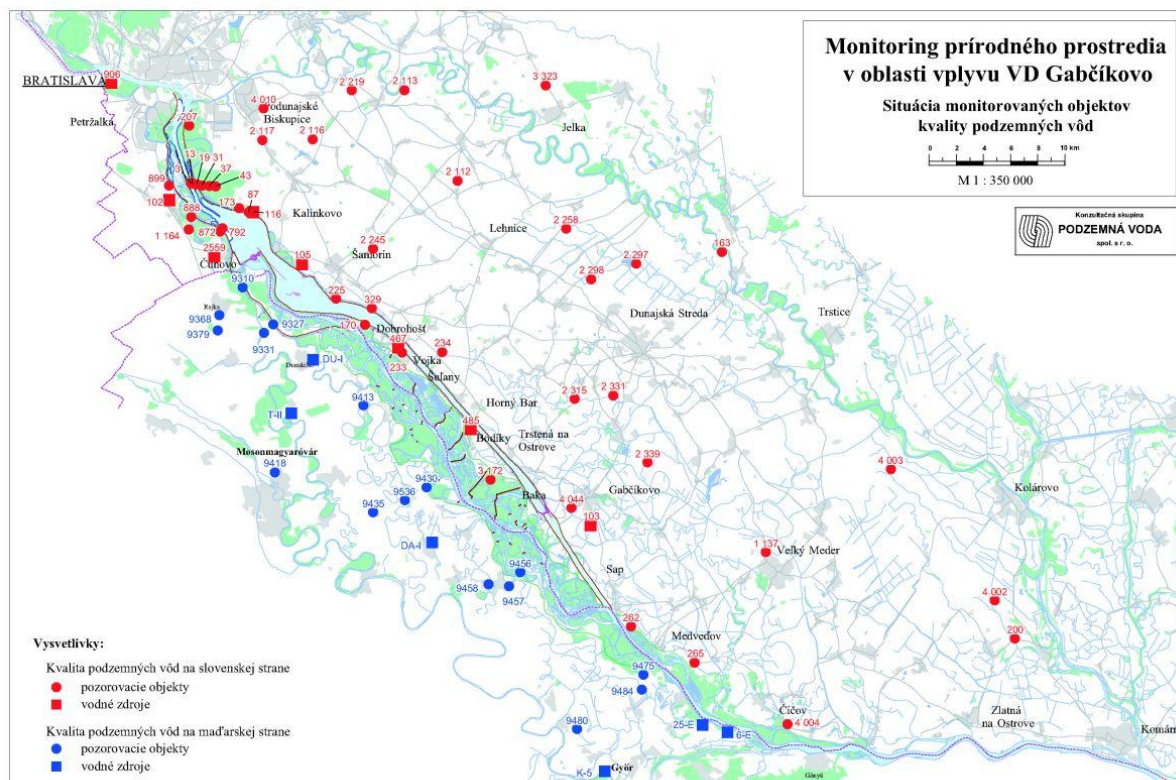 Monitoring prírodného prostredia
v oblasti vplyvu VD Gabčíkovo
Situácia monitorovaných objektov
kvality podzemných vôd
0 2 4 6 8 10 km
M 1 : 350 000
Konzultačná skupina
PODZEMNÁ VODA
spol. s r. o.
906
BRATISLAVA
Petržalka
207
4 010
Podunajské
Biskupice
2 219
2 113
3 323
Jelka
2 117
2 116
13
3
19 31
37
43
899
102
888
1 164
173
87
116
872
792
2559
Čunovo
Kalinkovo
2 112
Lehnice
2 258
2 245
Šamorín
105
2 298
2 297
163
Dunajská Streda
Trstice
9310
Rajka
9368
9379
9327
9331
225
329
170
Dobrohošť
467
233
Vojka
234
Šulany
DU-I
9413
T-II
Mosonmagyaróvár
9418
Horný Bar
2 315
2 331
485
Bodíky
Trstená na
Ostrove
2 339
3 172
Baka
Gabčíkovo
4 044
103
4 003
Kolárovo
9430
9536
9435
DA-I
1 137
Veľký Meder
9456
9458
9457
Sap
4 002
200
262
Medveďov
265
9475
9484
9480
25-E
6-E
Čičov
4 004
Zlatná
na Ostrove
Komárn
K-5
Győr
Gönyü
Vysvetlivky:
Kvalita podzemných vôd na slovenskej strane
pozorovacie objekty
vodné zdroje
Kvalita podzemných vôd na maďarskej strane
pozorovacie objekty
vodné zdroje